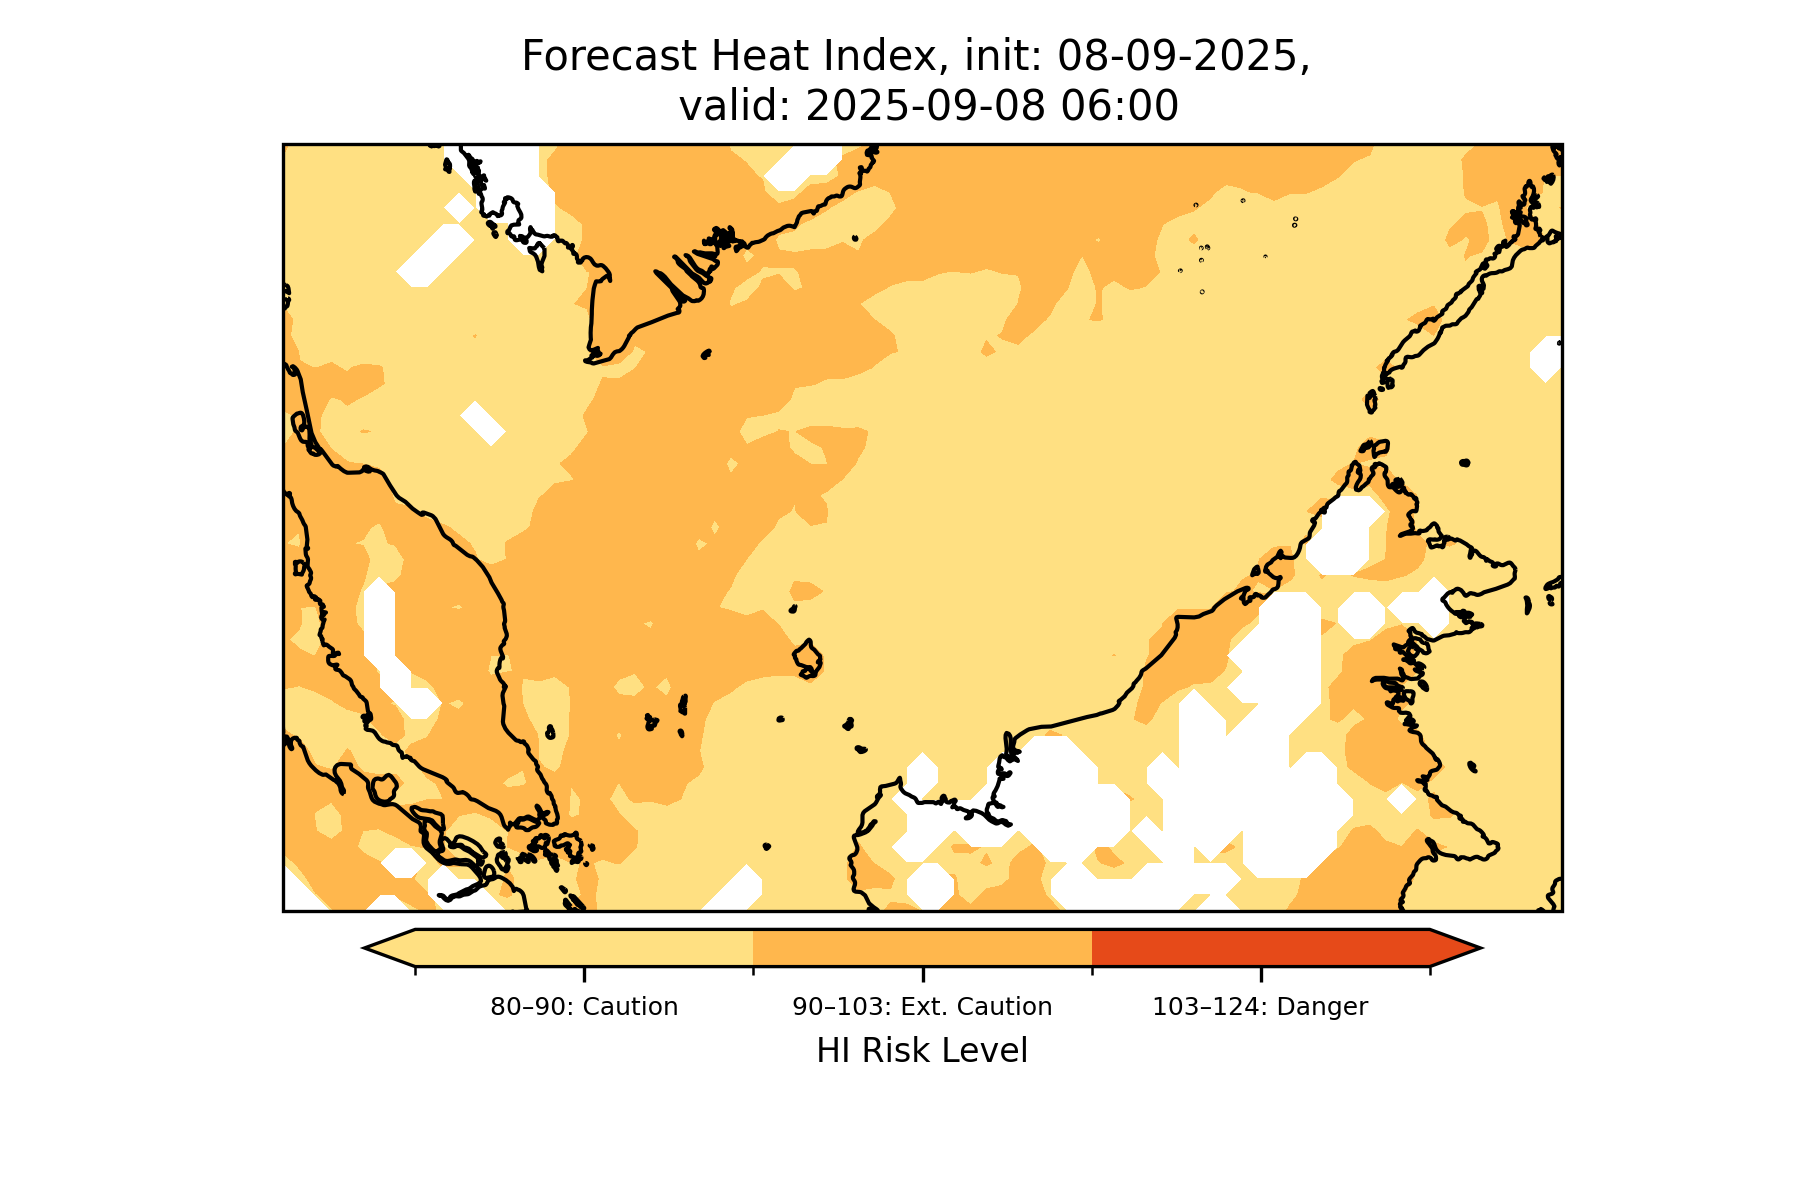 Forecast Heat Index, init: 08-09-2025,
valid: 2025-09-08 06:00
80–90: Caution
90–103: Ext. Caution
103–124: Danger
HI Risk Level